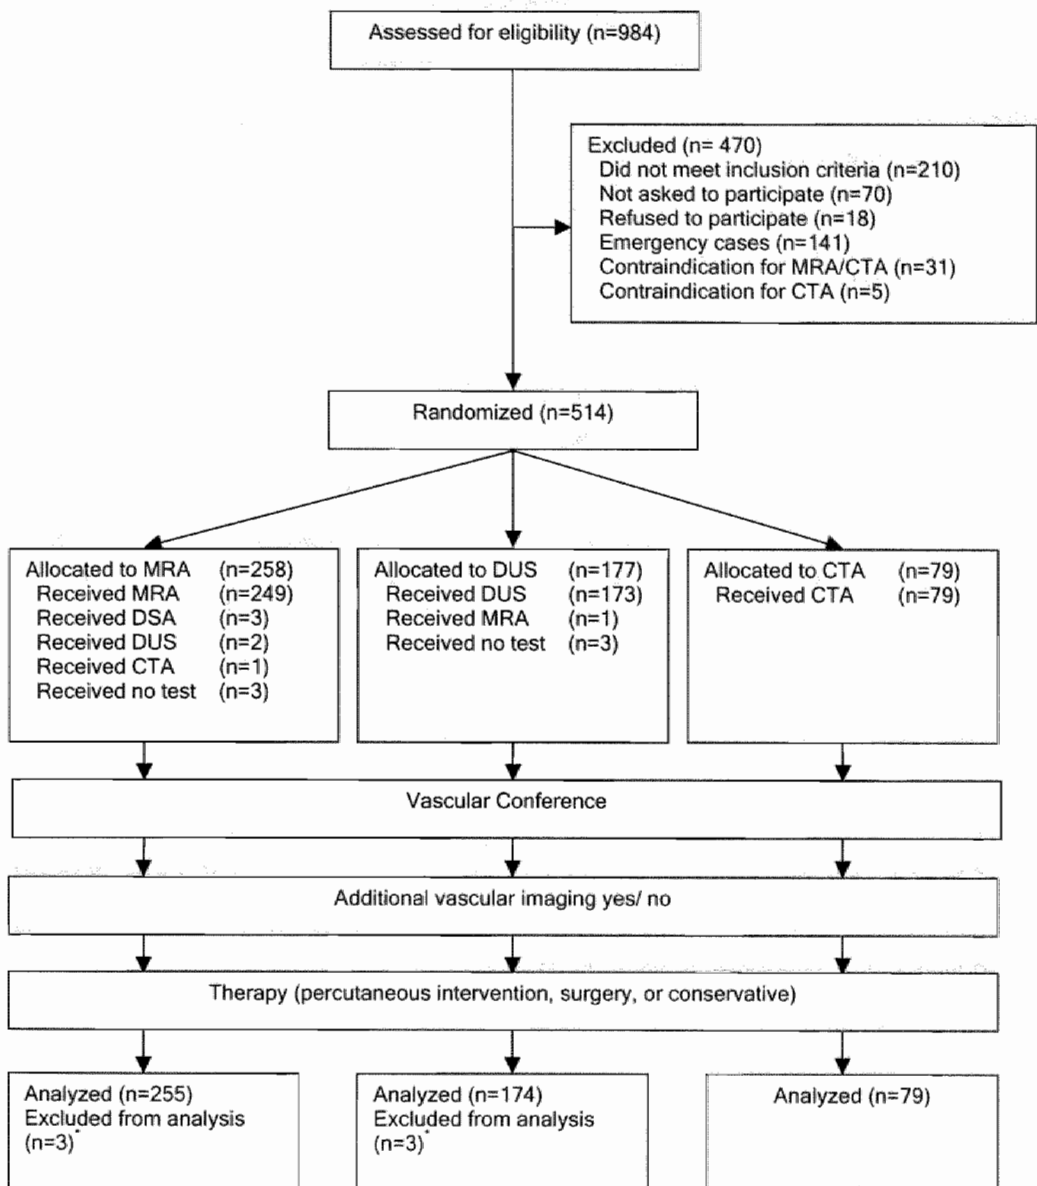 Assessed for eligibility (n=984)
Excluded (n= 470)
Did not meet inclusion criteria (n=210)
Not asked to participate (n=70)
Refused to participate (n=18)
Emergency cases (n=141)
Contraindication for MRA/CTA (n=31)
Contraindication for CTA (n=5)
Randomized (n=514)
Allocated to MRA (n=258)
Received MRA (n=249)
Received DSA (n=3)
Received DUS (n=2)
Received CTA (n=1)
Received no test (n=3)
Allocated to DUS (n=177)
Received DUS (n=173)
Received MRA (n=1)
Received no test (n=3)
Allocated to CTA (n=79)
Received CTA (n=79)
Vascular Conference
Additional vascular imaging yes/ no
Therapy (percutaneous intervention, surgery, or conservative)
Analyzed (n=255)
Excluded from analysis
(n=3)*
Analyzed (n=174)
Excluded from analysis
(n=3)*
Analyzed (n=79)